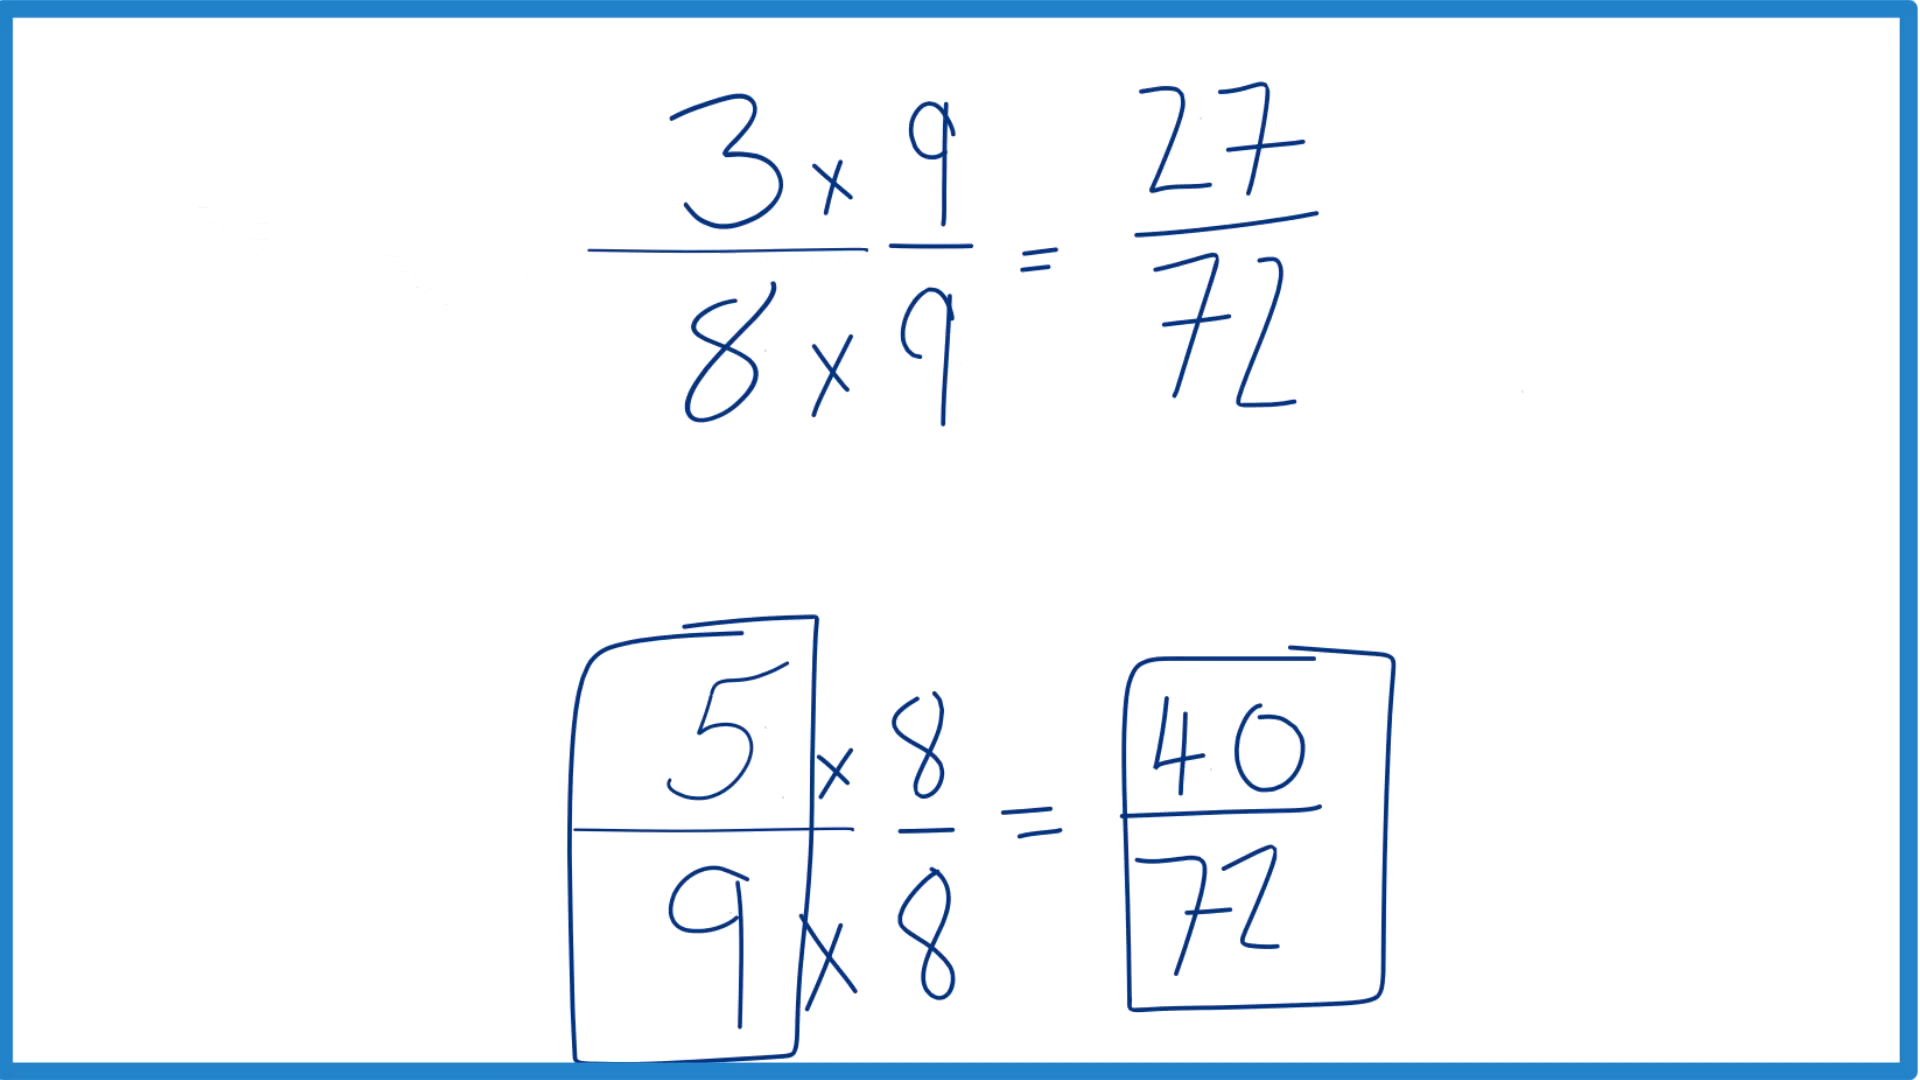 3 × 9 = 27
8 × 9 72
5 × 8 = 40
9 × 8 72